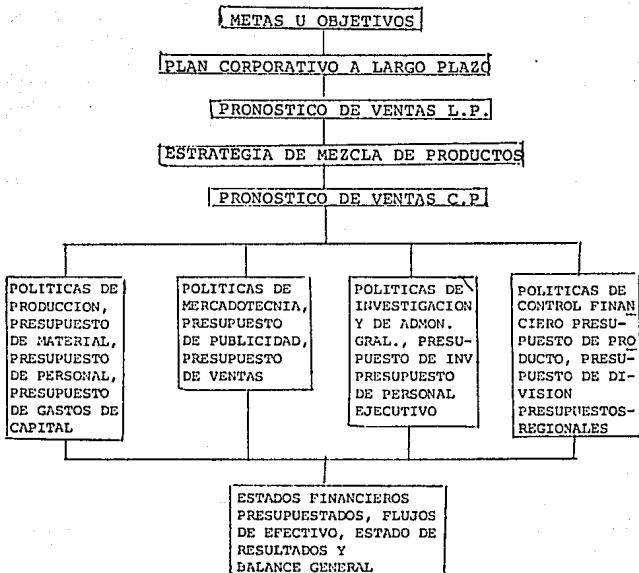 METAS U OBJETIVOS
PLAN CORPORATIVO A LARGO PLAZO
PRONOSTICO DE VENTAS L.P.
ESTRATEGIA DE MEZCLA DE PRODUCTOS
PRONOSTICO DE VENTAS C.P
POLITICAS DE
PRODUCCION,
PRESUPUESTO
DE MATERIAL,
PRESUPUESTO
DE PERSONAL,
PRESUPUESTO
DE GASTOS DE
CAPITAL
POLITICAS DE
MERCADOTECNIA,
PRESUPUESTO
DE PUBLICIDAD,
PRESUPUESTO
DE VENTAS
POLITICAS DE
INVESTIGACION
Y DE ADMON.
GRAL., PRESU-
PUESTO DE INV
PRESUPUESTO
DE PERSONAL
EJECUTIVO
POLITICAS DE
CONTROL FINAN
CIERO PRESU-
PUESTO DE PRO
DUCTO, PRESU-
PUESTO DE DI-
VISION
PRESUPUESTOS-
REGIONALES
ESTADOS FINANCIEROS
PRESUPUESTADOS, FLUJOS
DE EFECTIVO, ESTADO DE
RESULTADOS Y
BALANCE GENERAL